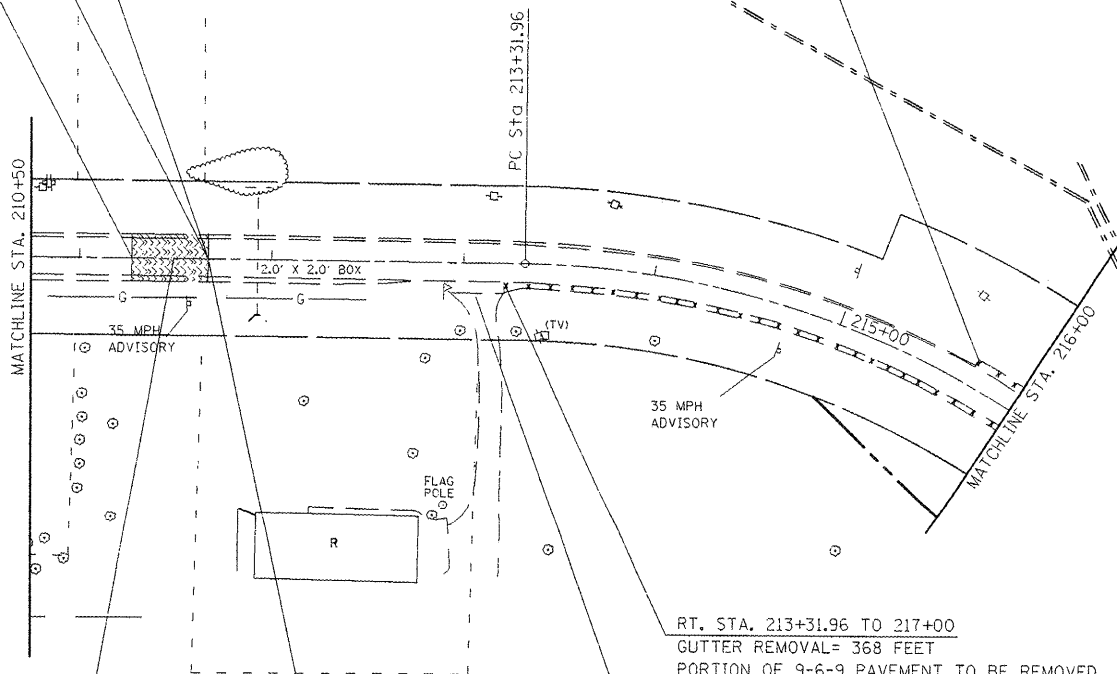 MATCHLINE STA. 210+50
PC Sta 213+31.96
2.0' X 2.0' BOX
G
G
35 MPH
ADVISORY
(TV)
215+00
35 MPH
ADVISORY
MATCHLINE STA. 216+00
FLAG
POLE
R
RT. STA. 213+31.96 TO 217+00
GUTTER REMOVAL= 368 FEET
PORTION OF 9-6-9 PAVEMENT TO BE REMOVED